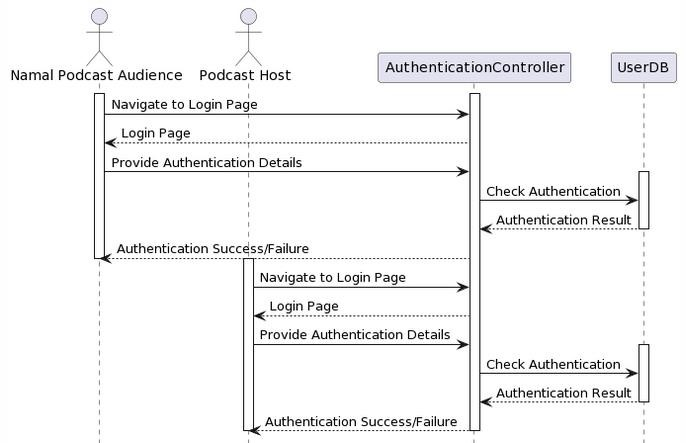 Namal Podcast Audience
Podcast Host
AuthenticationController
UserDB
Navigate to Login Page
Login Page
Provide Authentication Details
Check Authentication
Authentication Result
Authentication Success/Failure
Navigate to Login Page
Login Page
Provide Authentication Details
Check Authentication
Authentication Result
Authentication Success/Failure